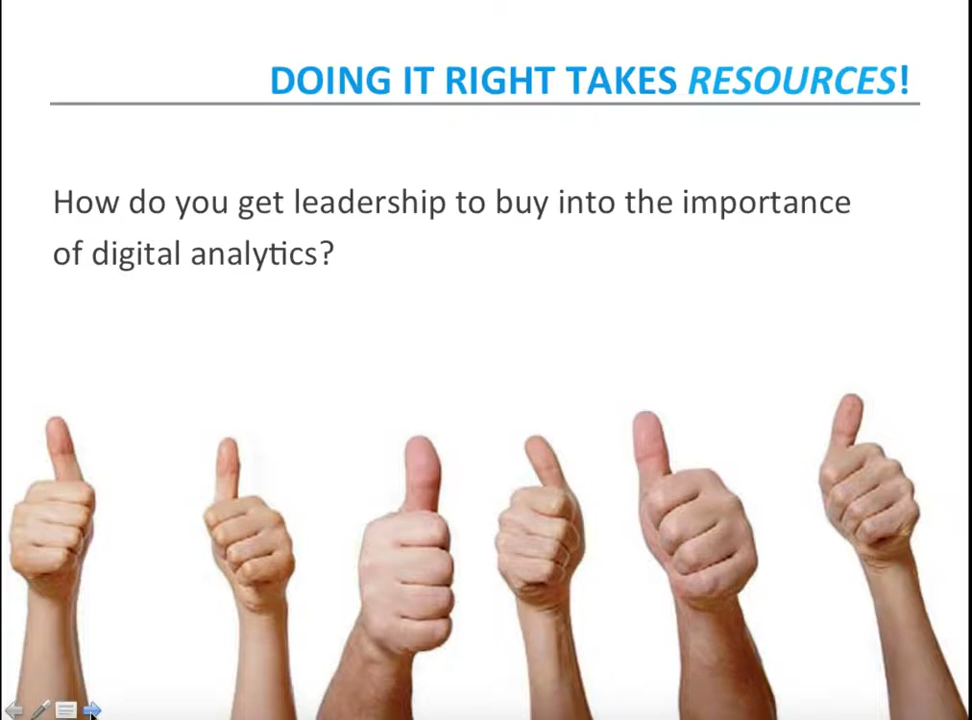 DOING IT RIGHT TAKES RESOURCES!
How do you get leadership to buy into the importance
of digital analytics?